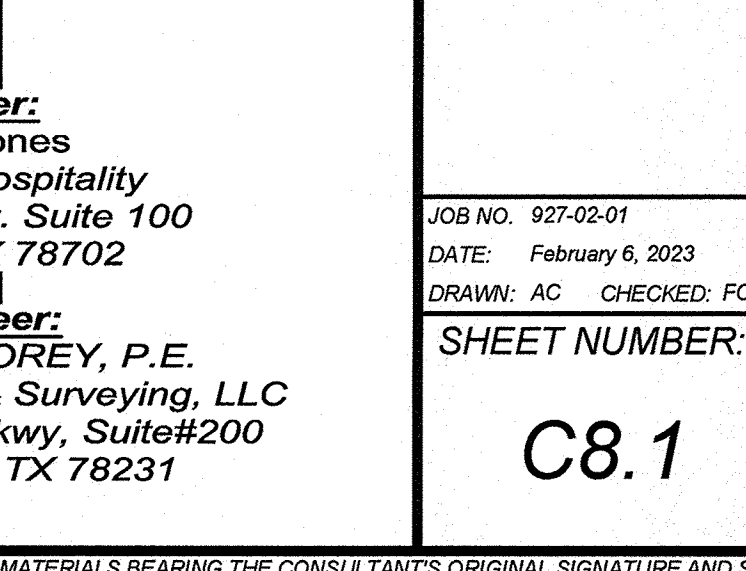 er:
ones
ospitality
. Suite 100
78702
eer:
OREY, P.E.
& Surveying, LLC
kwy, Suite#200
TX 78231
JOB NO. 927-02-01
DATE: February 6, 2023
DRAWN: AC CHECKED: FC
SHEET NUMBER:
C8.1
MATERIALS BEARING THE CONSULTANT'S ORIGINAL SIGNATURE AND S